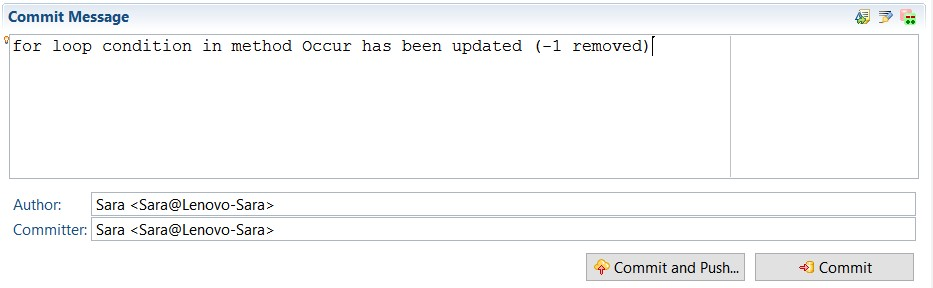 Commit Message
for loop condition in method Occur has been updated (-1 removed)
Author: Sara <Sara@Lenovo-Sara>
Committer: Sara <Sara@Lenovo-Sara>
Commit and Push... Commit